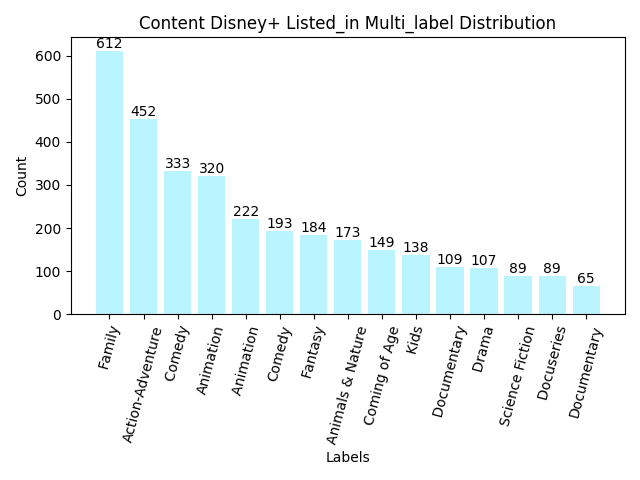 Content Disney+ Listed_in Multi_label Distribution
Count
600
500
400
300
200
100
0
612
452
333
320
222
193
184
173
149
138
109
107
89
89
65
Family
Action-Adventure
Comedy
Animation
Animation
Comedy
Fantasy
Animals & Nature
Coming of Age
Kids
Documentary
Drama
Science Fiction
Docuseries
Documentary
Labels